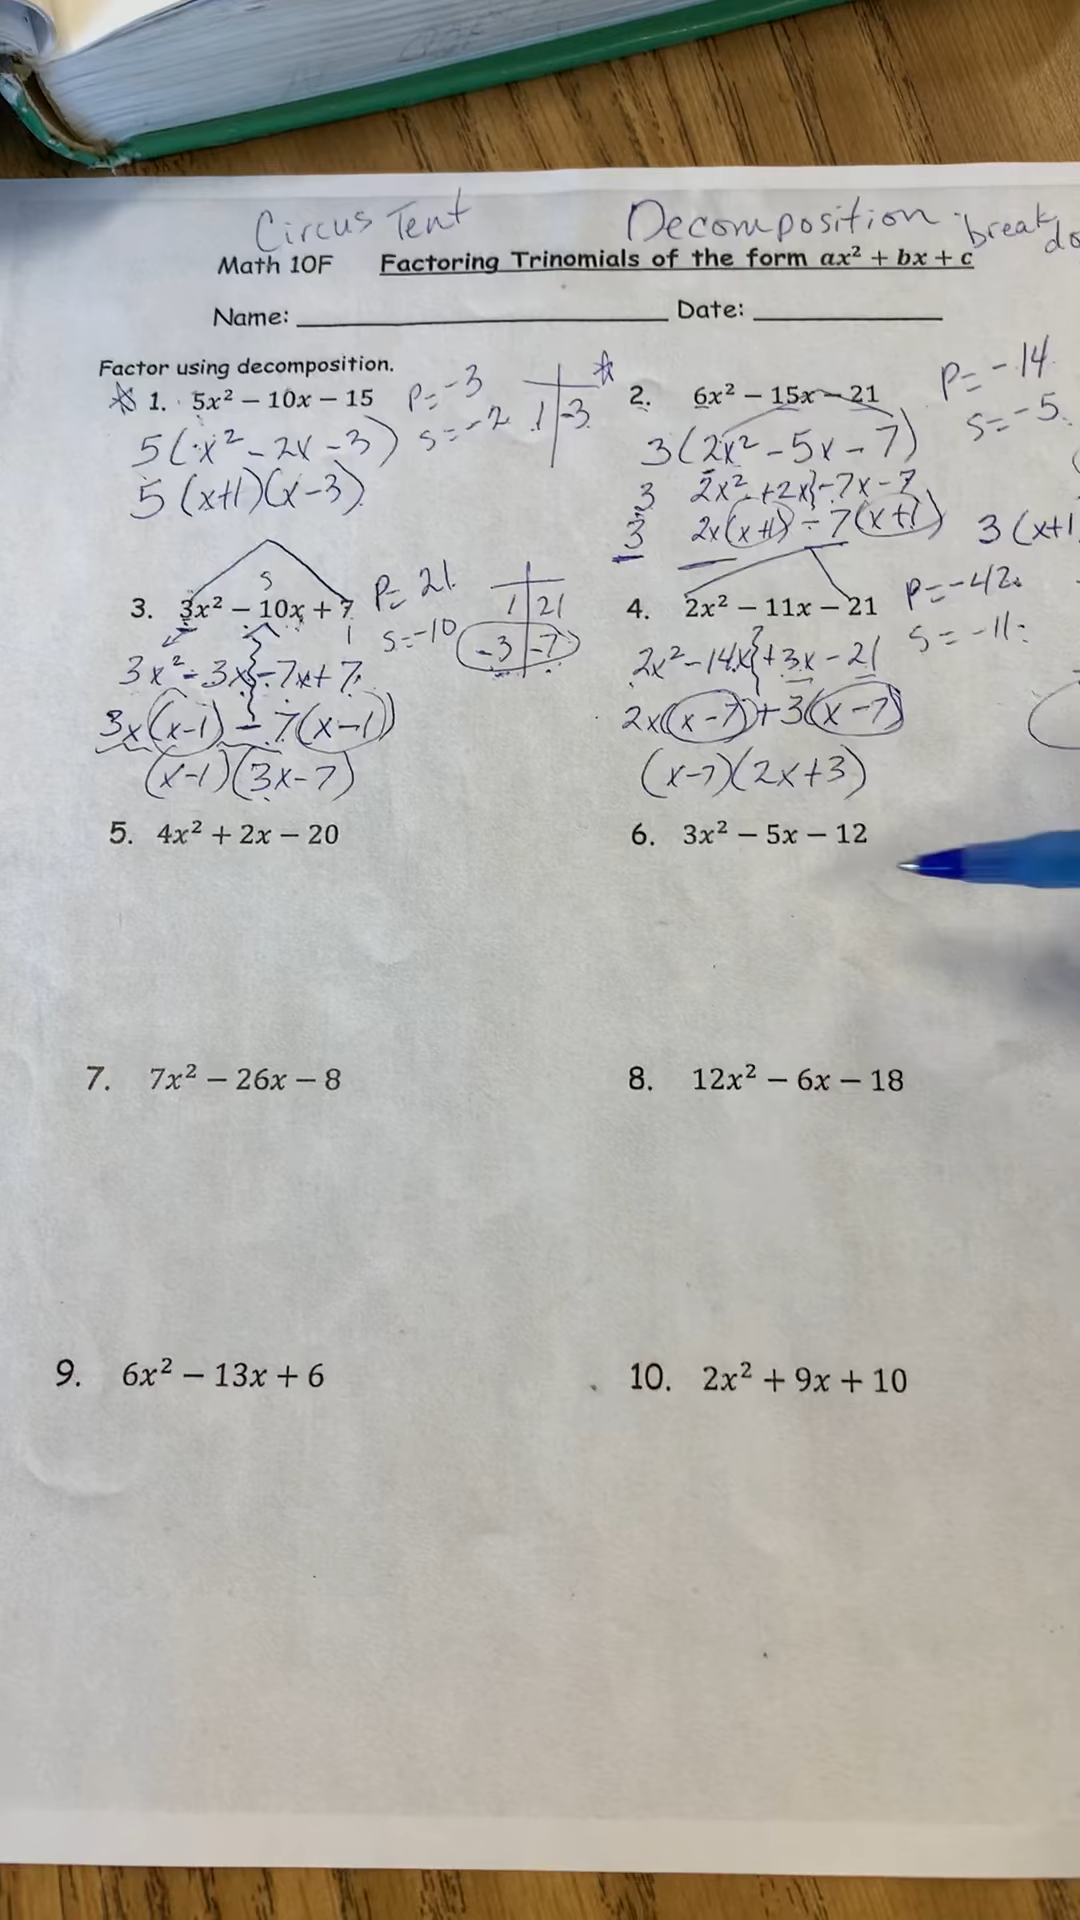 Circus Tent
Decomposition - break do
Math 10F Factoring Trinomials of the form ax² + bx + c
Name: Date:
Factor using decomposition.
1. 5x² – 10x – 15
P = -3
S = -2
1 -3
5(x² - 2x - 3)
5(x+1)(x-3)
2. 6x² – 15x – 21
P = -14
S = -5
3(2x² - 5x - 7)
3 2x² + 2x} - 7x - 7
3 2x(x+1) - 7(x+1) 3(x+1
3. 3x² – 10x + 7
S
P = 21
S = -10
1 21
-3 -7
3x² - 3x} - 7x + 7
3x(x-1) - 7(x-1)
(x-1)(3x-7)
4. 2x² – 11x – 21
P = -42
S = -11
2x² - 14x} + 3x - 21
2x(x-7) + 3(x-7)
(x-7)(2x+3)
5. 4x² + 2x – 20
6. 3x² – 5x – 12
7. 7x² – 26x – 8
8. 12x² – 6x – 18
9. 6x² – 13x + 6
10. 2x² + 9x + 10